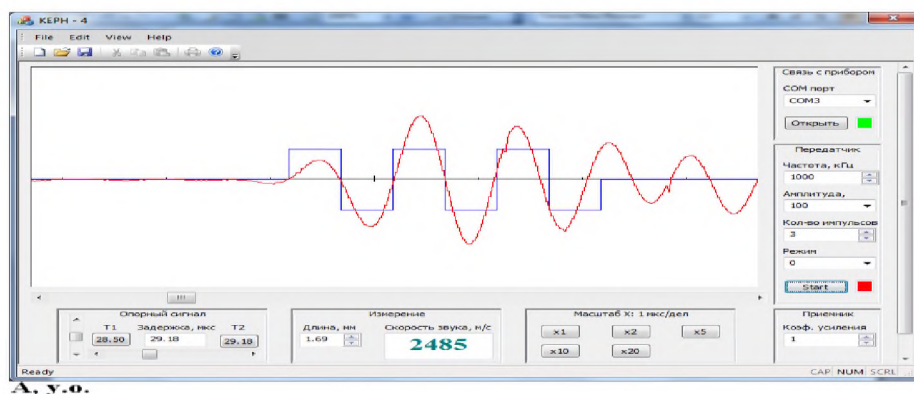 КЕРН - 4
File Edit View Help
Связь с прибором
COM порт
COM3
Открыть
Передатчик
Частота, кГц
1000
Амплитуда,
100
Кол-во импульсов
3
Режим
0
Start
Опорный сигнал
T1 Задержка, мкс T2
28.50 29.18 29.18
Измерение
Длина, мм Скорость звука, м/с
1.69 2485
Масштаб X: 1 мкс/дел
x1 x2 x5
x10 x20
Приемник
Коэф. усиления
1
Ready CAP NUM SCRL
А, у.о.